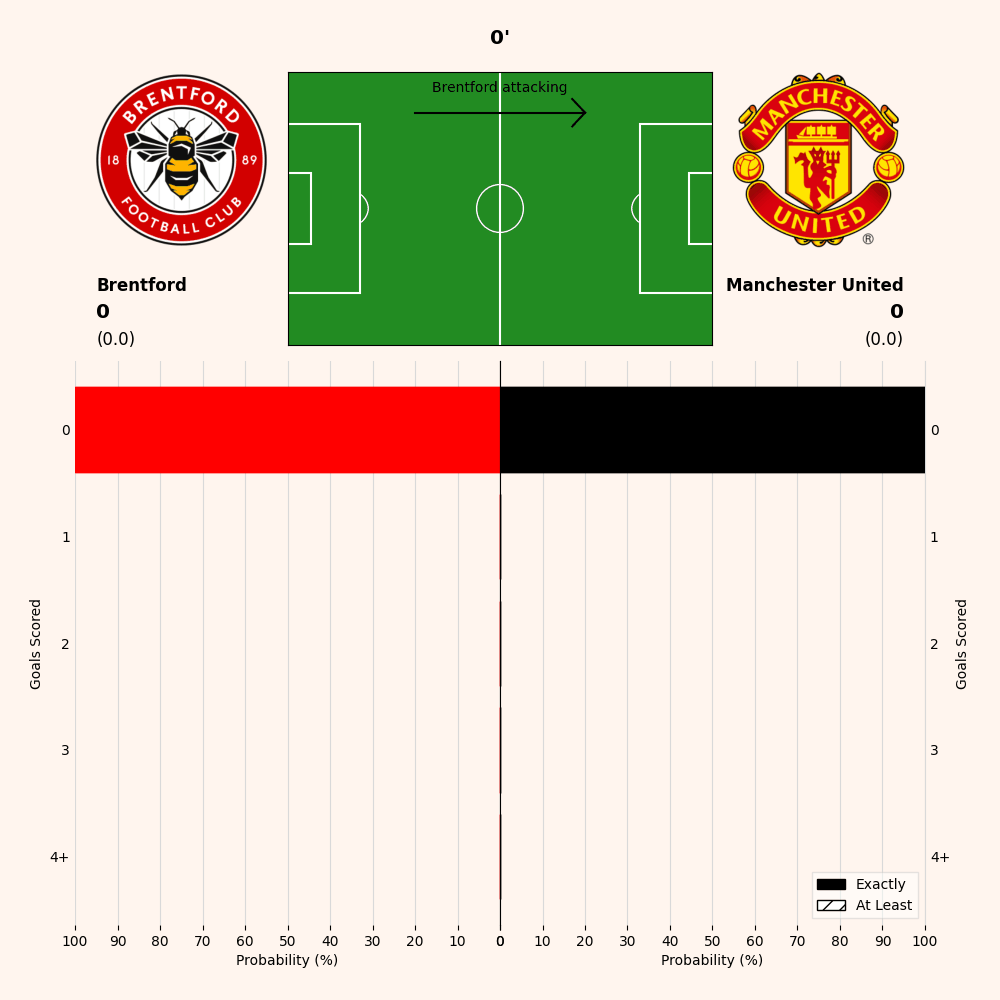 0'
Brentford attacking
BRENTFORD
18 89
FOOTBALL CLUB
MANCHESTER
UNITED
®
Brentford
0
(0.0)
Manchester United
0
(0.0)
0
1
2
3
4+
Goals Scored
0
1
2
3
4+
Goals Scored
Exactly
At Least
100 90 80 70 60 50 40 30 20 10 0
0 10 20 30 40 50 60 70 80 90 100
Probability (%)
Probability (%)